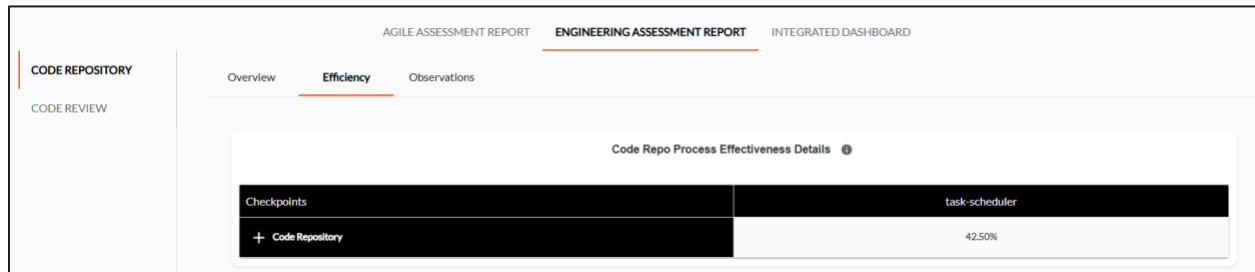 AGILE ASSESSMENT REPORT ENGINEERING ASSESSMENT REPORT INTEGRATED DASHBOARD
CODE REPOSITORY
CODE REVIEW
Overview Efficiency Observations
Code Repo Process Effectiveness Details
Checkpoints task-scheduler
+ Code Repository 42.50%